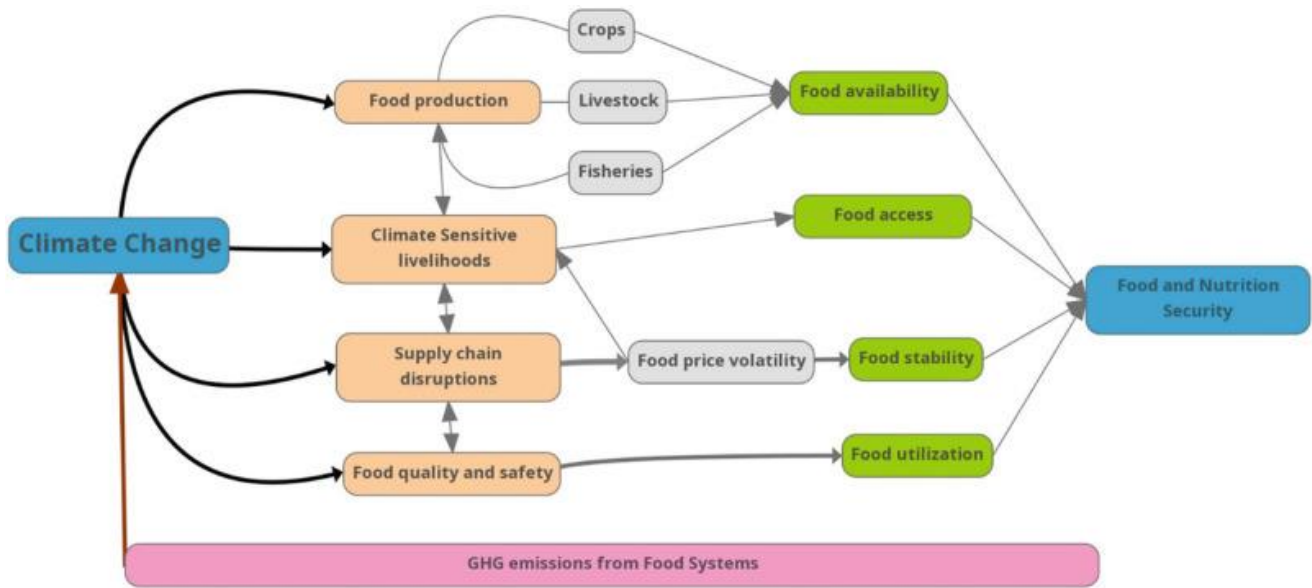 Crops
Food production
Livestock
Food availability
Fisheries
Climate Change
Climate Sensitive
livelihoods
Food access
Food and Nutrition
Security
Supply chain
disruptions
Food price volatility
Food stability
Food quality and safety
Food utilization
GHG emissions from Food Systems